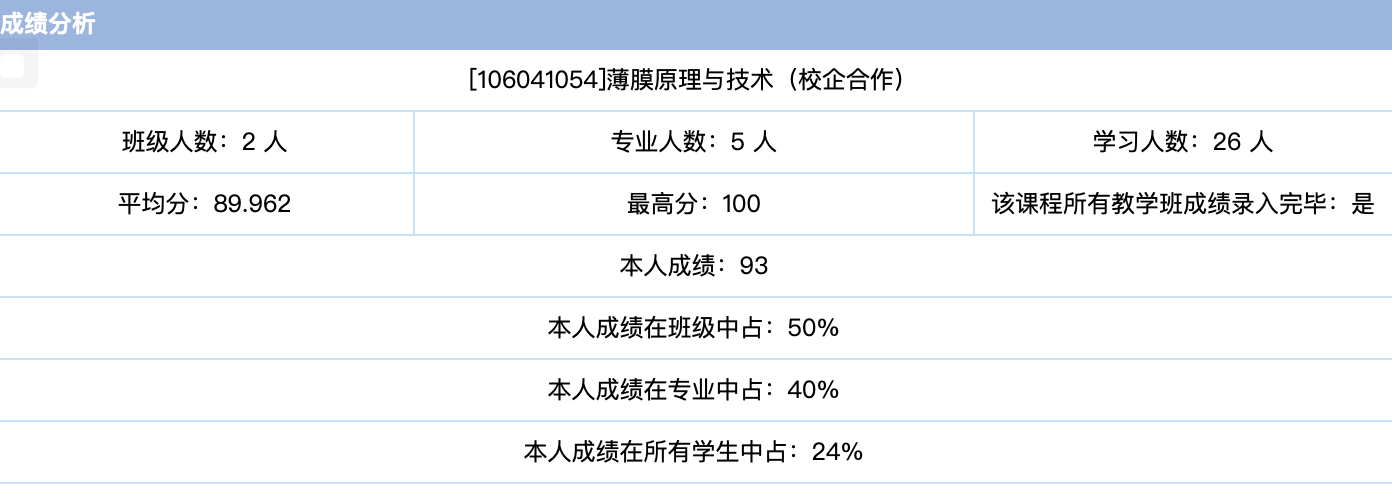 成绩分析
[106041054]薄膜原理与技术（校企合作）
班级人数：2 人 专业人数：5 人 学习人数：26 人
平均分：89.962 最高分：100 该课程所有教学班成绩录入完毕：是
本人成绩：93
本人成绩在班级中占：50%
本人成绩在专业中占：40%
本人成绩在所有学生中占：24%